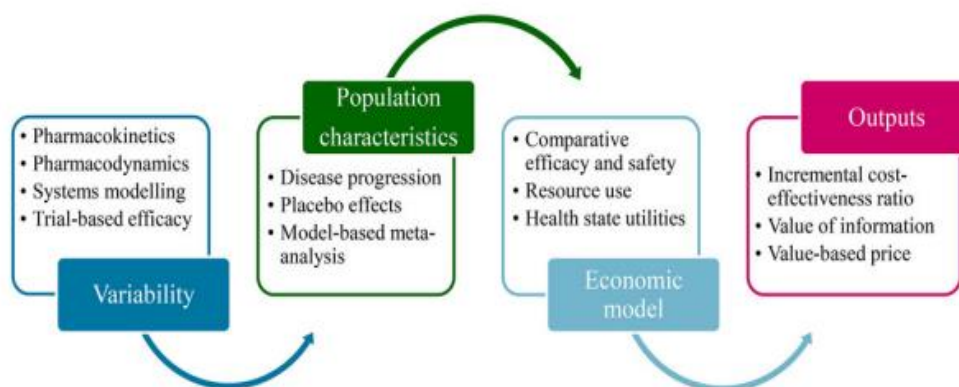 • Pharmacokinetics
• Pharmacodynamics
• Systems modelling
• Trial-based efficacy
Variability
Population
characteristics
• Disease progression
• Placebo effects
• Model-based meta-
analysis
• Comparative
efficacy and safety
• Resource use
• Health state utilities
Economic
model
Outputs
• Incremental cost-
effectiveness ratio
• Value of information
• Value-based price